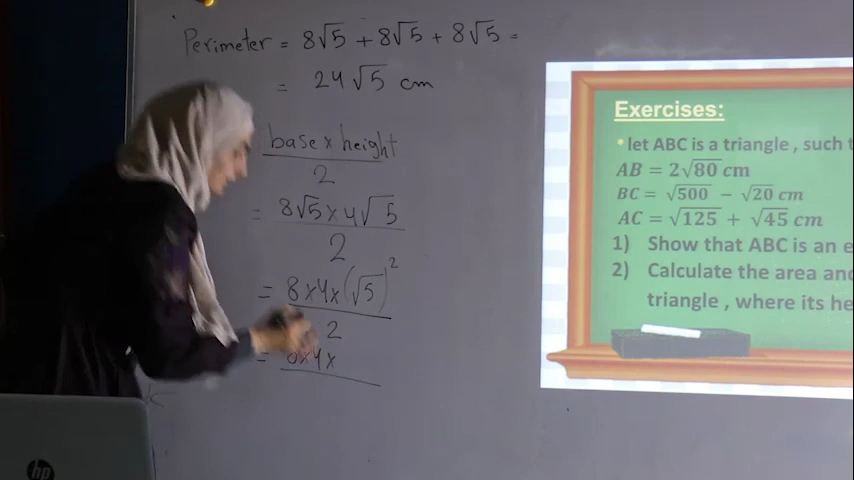 Perimeter = 8√5 + 8√5 + 8√5 =
= 24√5 cm
base x height
2
= 8√5 x 4√5
2
= 8x4x(√5)²
2
= 8x4x
Exercises:
• let ABC is a triangle , such
AB = 2√80 cm
BC = √500 − √20 cm
AC = √125 + √45 cm
1) Show that ABC is an
2) Calculate the area
triangle , where its
hp